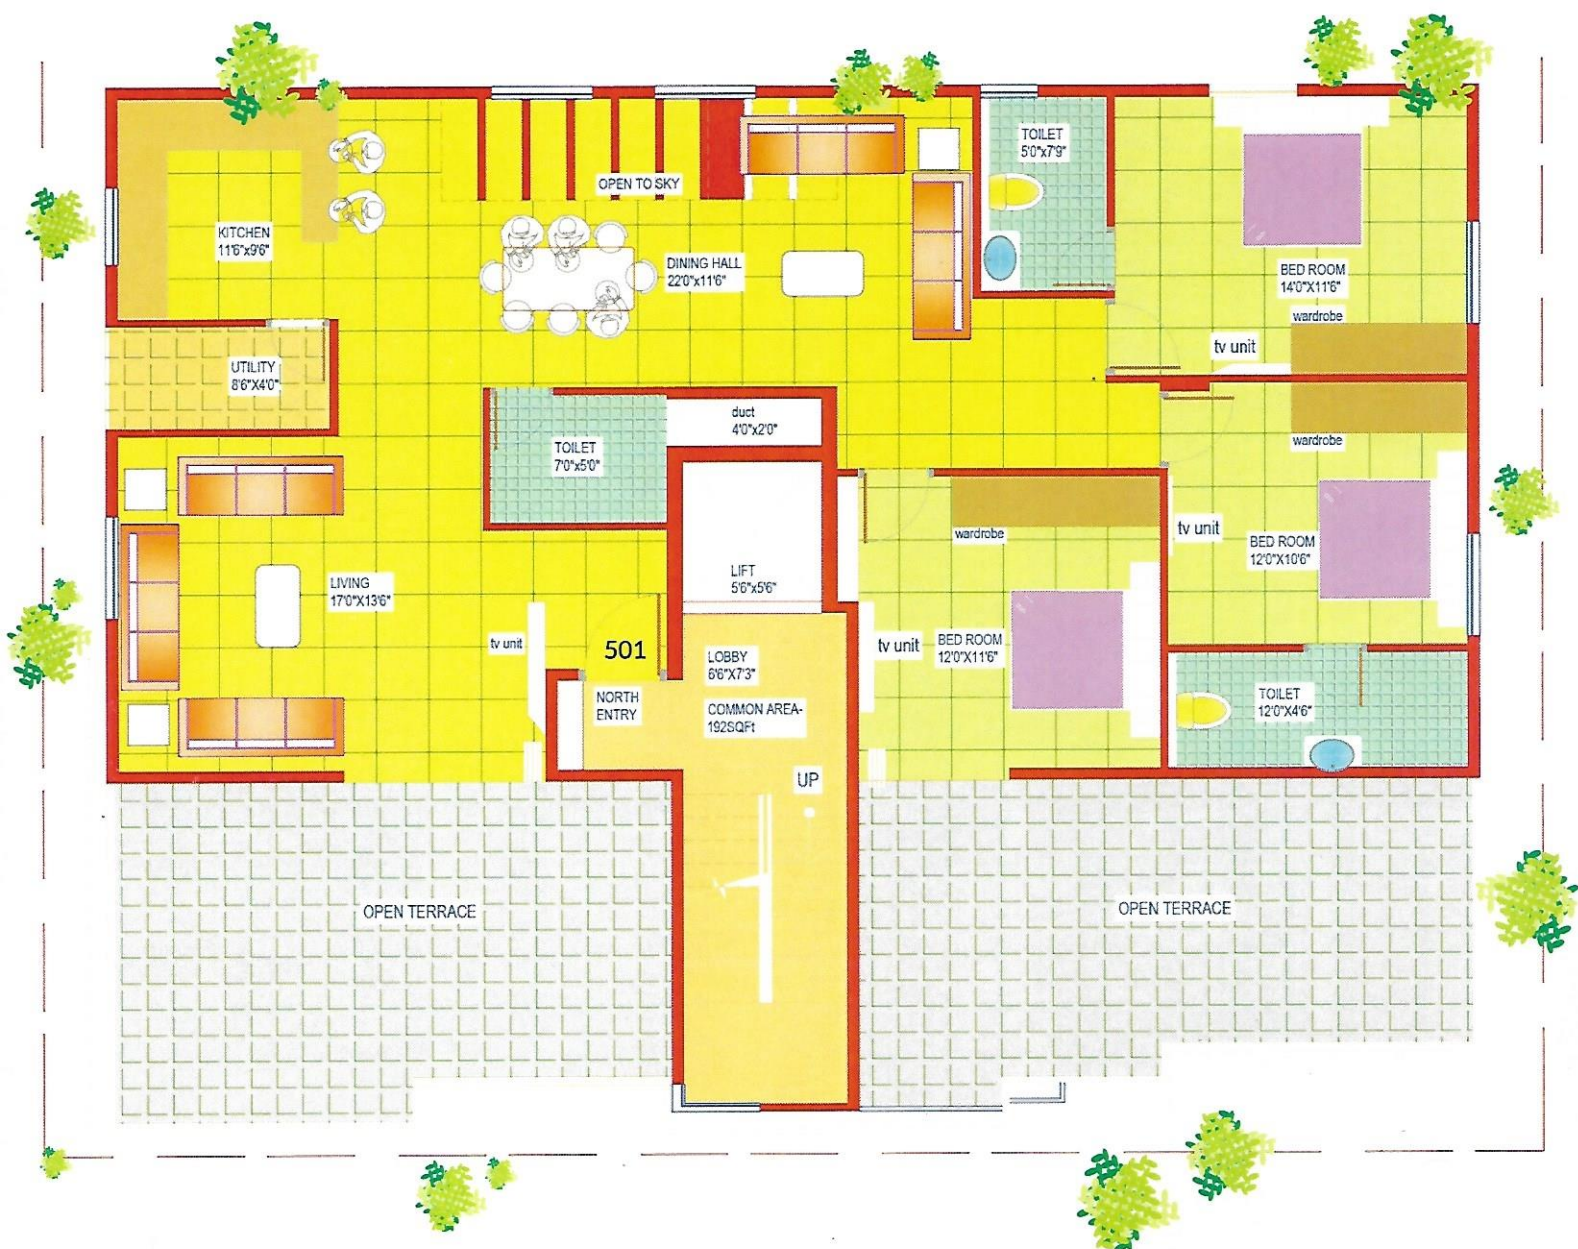 TOILET
5'0"x7'9"
OPEN TO SKY
KITCHEN
11'6"x9'6"
DINING HALL
22'0"x11'6"
BED ROOM
14'0"X11'6"
wardrobe
tv unit
UTILITY
8'6"X4'0"
duct
4'0"x2'0"
wardrobe
TOILET
7'0"x5'0"
tv unit
BED ROOM
12'0"X10'6"
wardrobe
LIVING
17'0"X13'6"
LIFT
5'6"x5'6"
tv unit
501
LOBBY
6'6"X7'3"
tv unit
BED ROOM
12'0"X11'6"
NORTH
ENTRY
COMMON AREA-
192SQFt
TOILET
12'0"X4'6"
UP
OPEN TERRACE
OPEN TERRACE